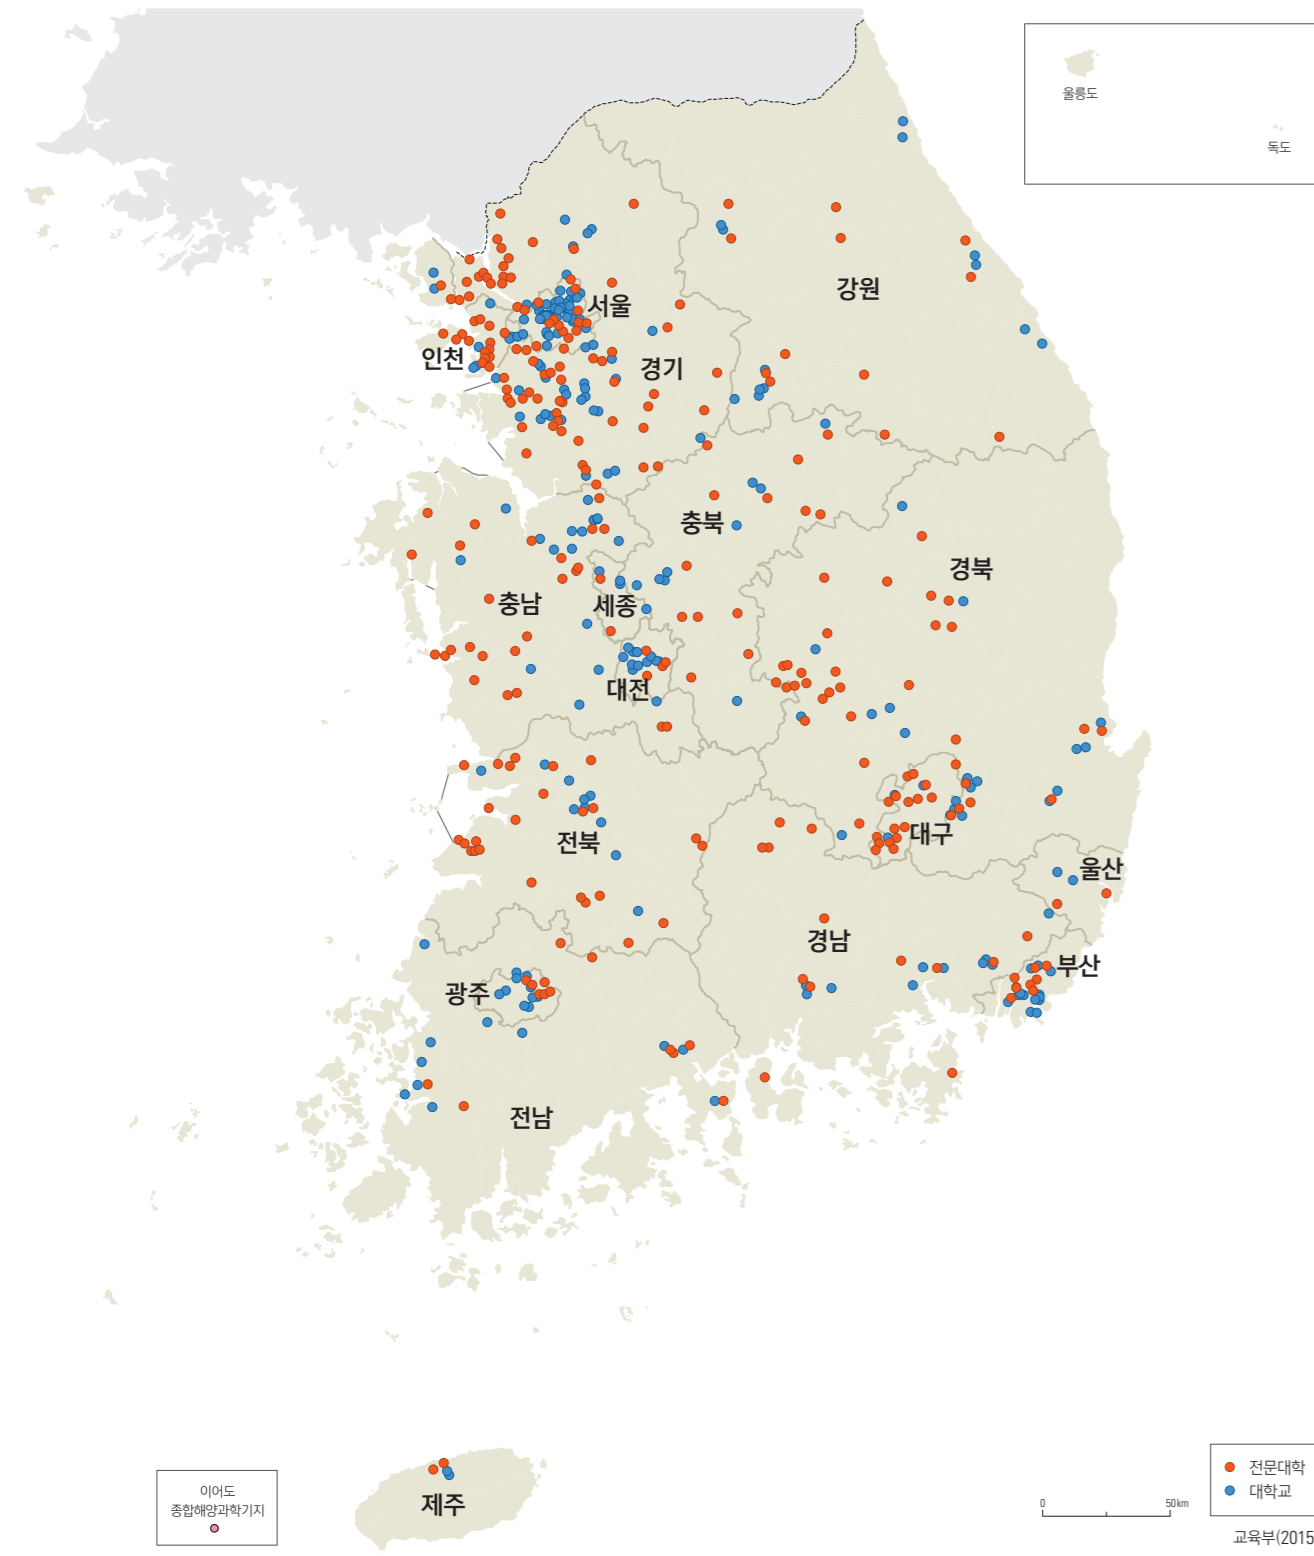 울릉도
독도
강원
서울
인천
경기
충북
경북
충남
세종
대전
전북
대구
울산
경남
부산
광주
전남
제주
이어도
종합해양과학기지
0 50km
전문대학
대학교
교육부(2015